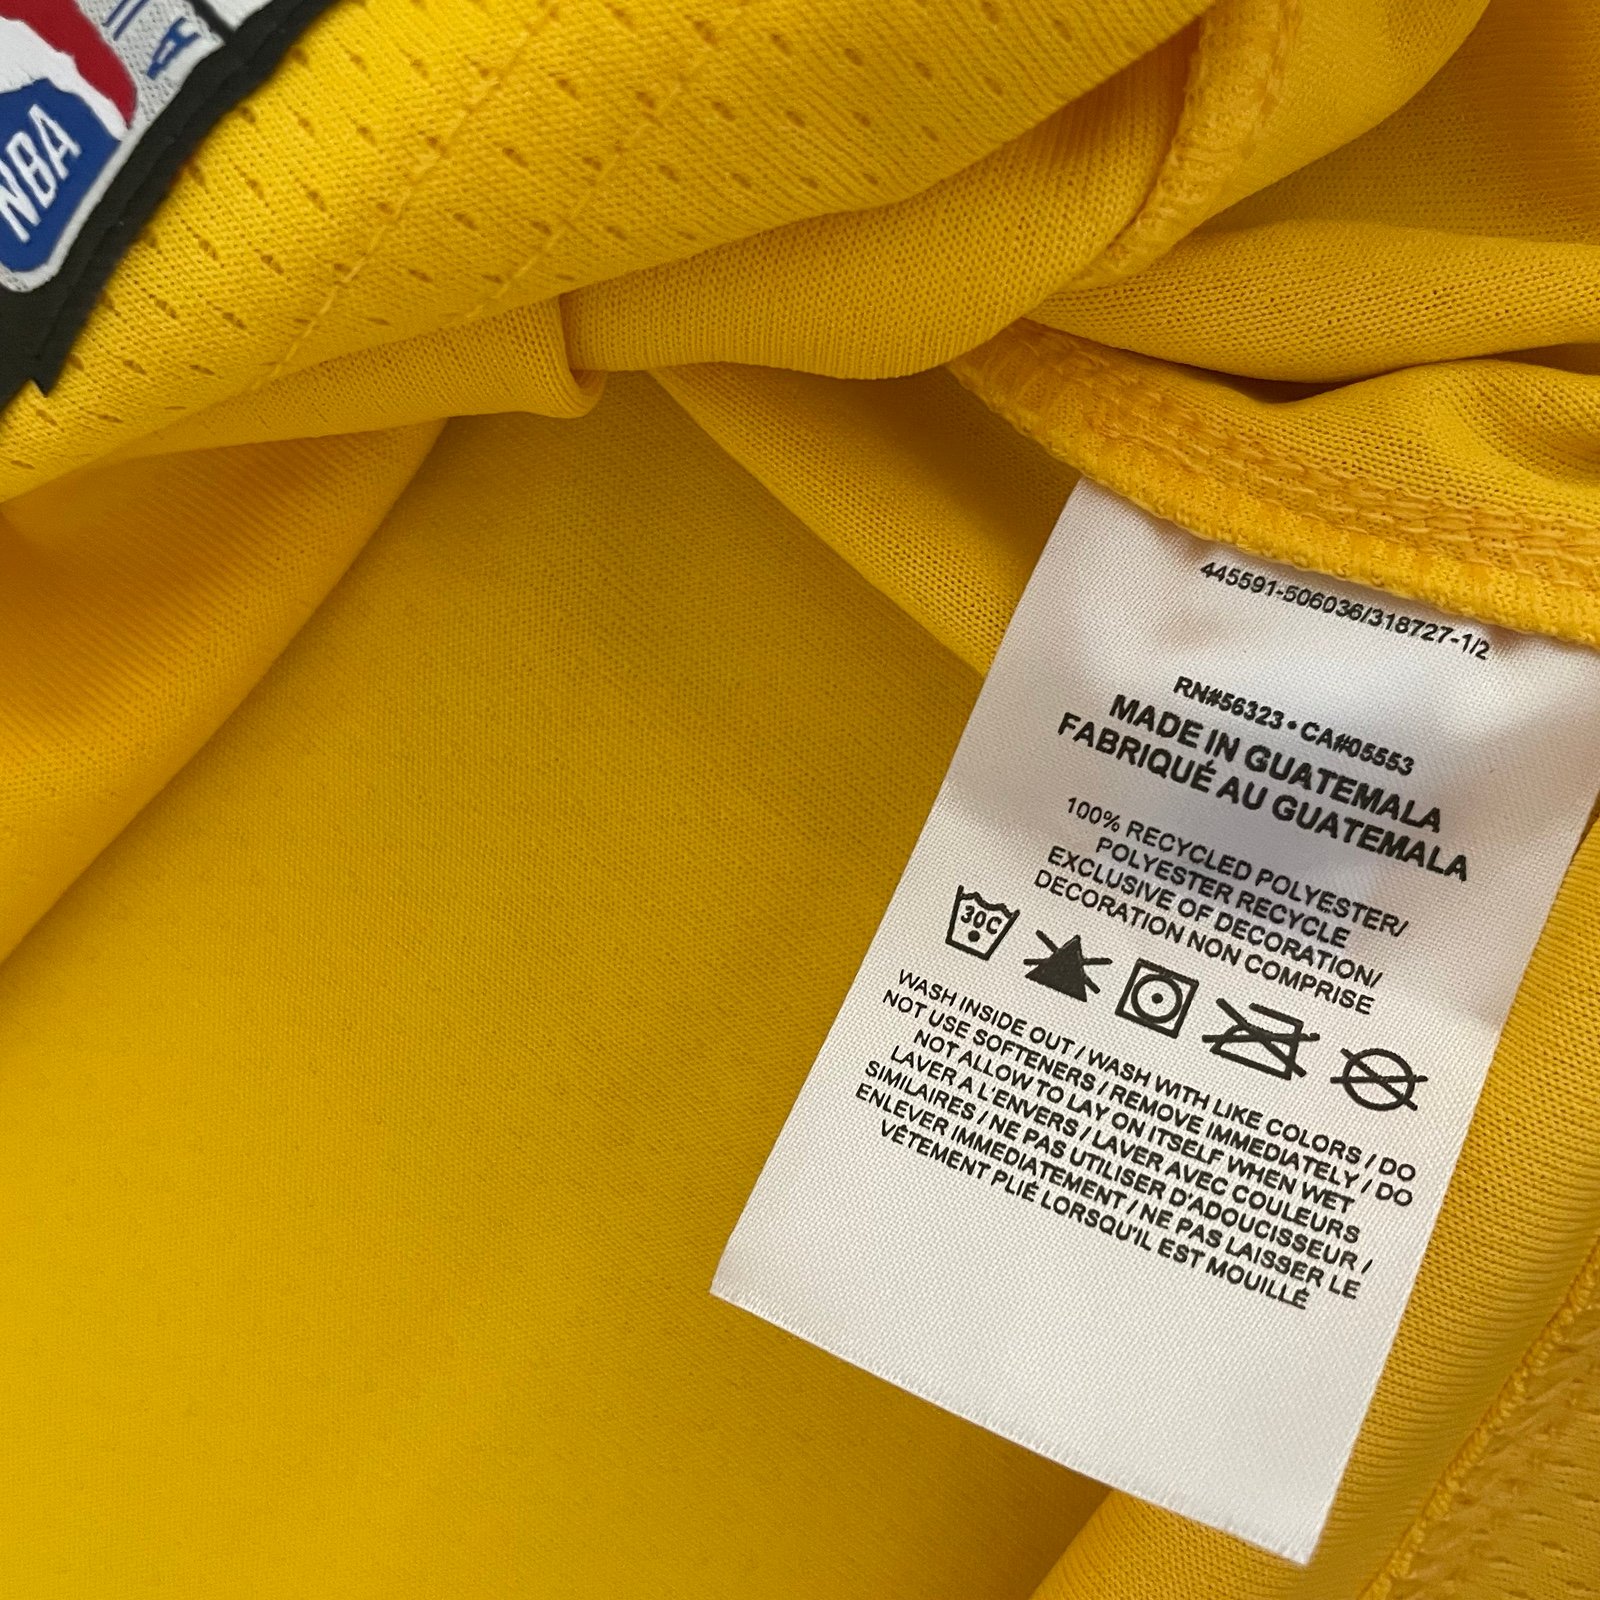 NBA
445591-506036/318727-1/2
RN#56323 • CA#05553
MADE IN GUATEMALA
FABRIQUÉ AU GUATEMALA
100% RECYCLED POLYESTER/
POLYESTER RECYCLE
EXCLUSIVE OF DECORATION/
DECORATION NON COMPRISE
30C
WASH INSIDE OUT / WASH WITH LIKE COLORS / DO
NOT USE SOFTENERS / REMOVE IMMEDIATELY / DO
NOT ALLOW TO LAY ON ITSELF WHEN WET
LAVER A L'ENVERS / LAVER AVEC COULEURS
SIMILAIRES / NE PAS UTILISER D'ADOUCISSEUR /
ENLEVER IMMEDIATEMENT / NE PAS LAISSER LE
VÊTEMENT PLIÉ LORSQU'IL EST MOUILLÉ